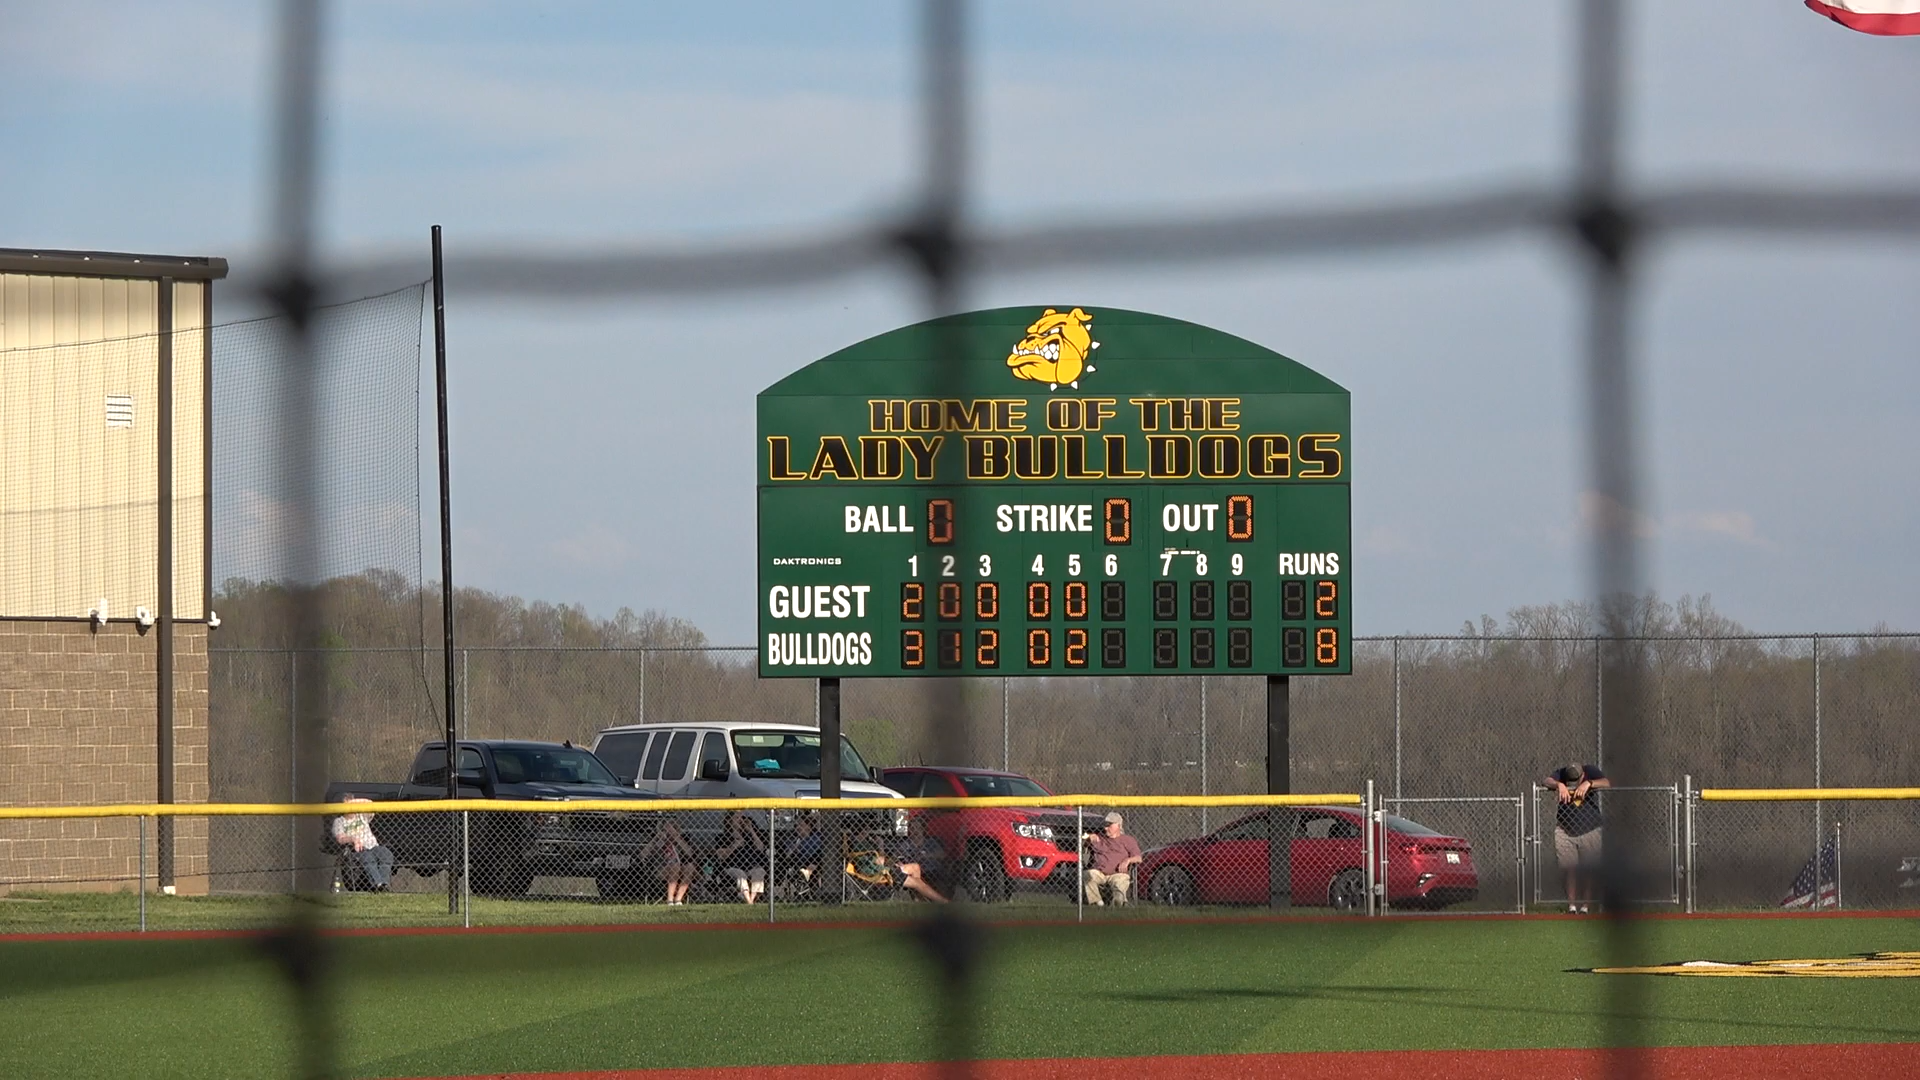 HOME OF THE
LADY BULLDOGS
BALL 0 STRIKE 0 OUT 0
DAKTRONICS 1 2 3 4 5 6 7 8 9 RUNS
GUEST 2 0 0 0 0 2
BULLDOGS 3 1 2 0 2 8